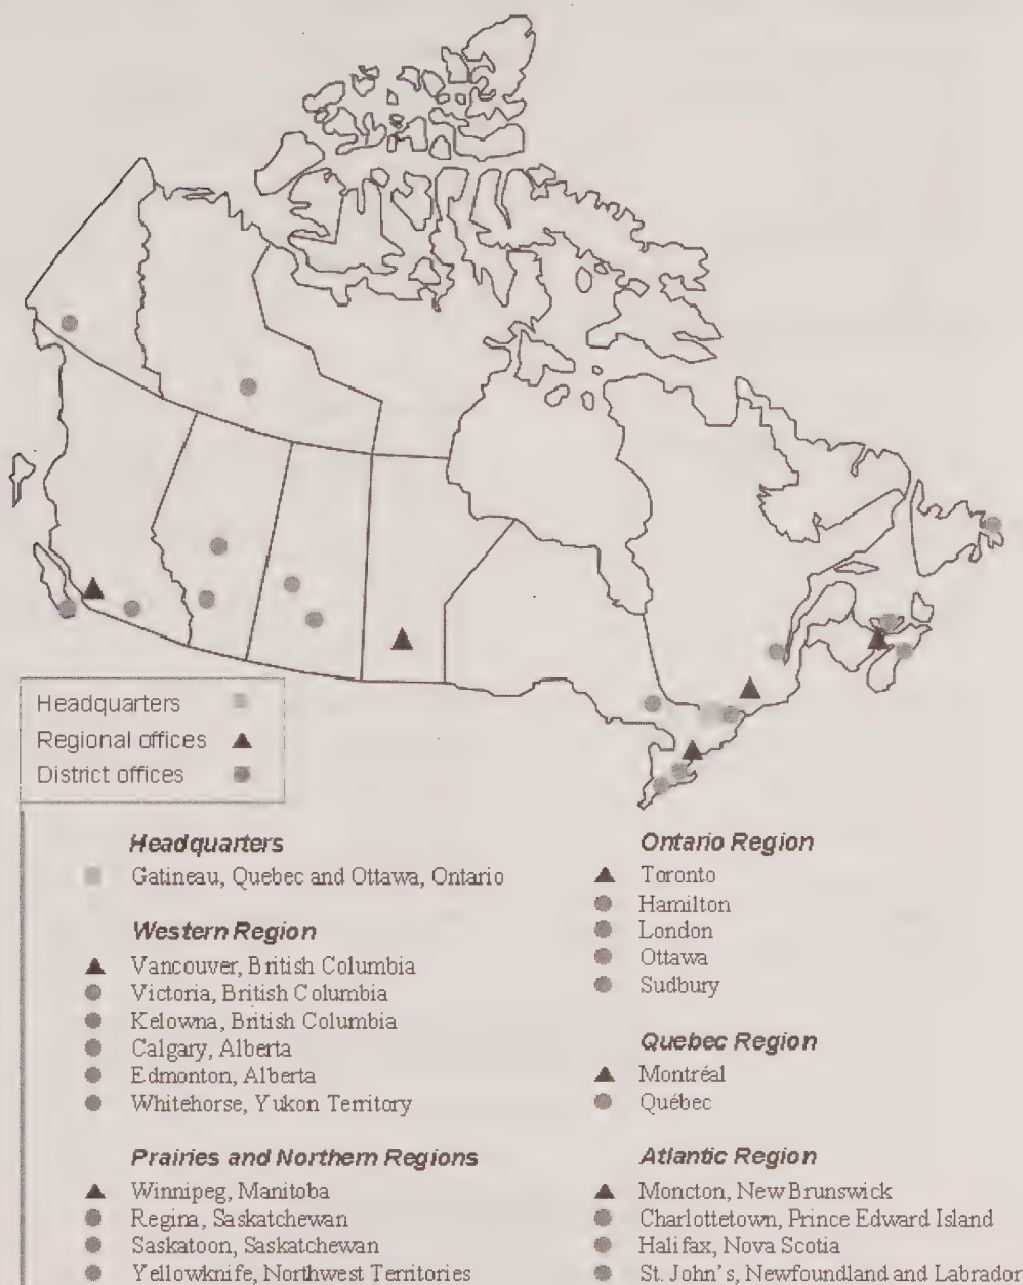 Headquarters
Regional offices
District offices
Headquarters
Gatineau, Quebec and Ottawa, Ontario
Western Region
Vancouver, British Columbia
Victoria, British Columbia
Kelowna, British Columbia
Calgary, Alberta
Edmonton, Alberta
Whitehorse, Yukon Territory
Prairies and Northern Regions
Winnipeg, Manitoba
Regina, Saskatchewan
Saskatoon, Saskatchewan
Yellowknife, Northwest Territories
Ontario Region
Toronto
Hamilton
London
Ottawa
Sudbury
Quebec Region
Montréal
Québec
Atlantic Region
Moncton, New Brunswick
Charlottetown, Prince Edward Island
Halifax, Nova Scotia
St. John's, Newfoundland and Labrador